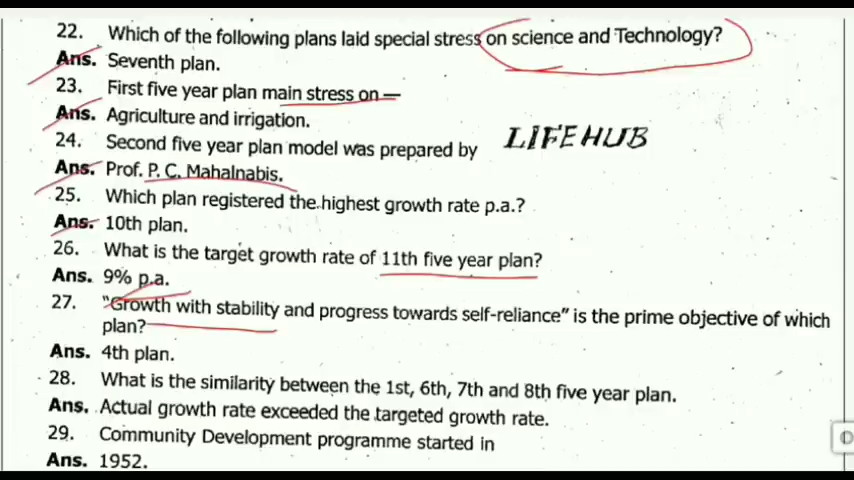 22. Which of the following plans laid special stress on science and Technology?
Ans. Seventh plan.
23. First five year plan main stress on —
Ans. Agriculture and irrigation.
24. Second five year plan model was prepared by
LIFEHUB
Ans. Prof. P. C. Mahalnabis.
25. Which plan registered the highest growth rate p.a.?
Ans. 10th plan.
26. What is the target growth rate of 11th five year plan?
Ans. 9% p.a.
27. "Growth with stability and progress towards self-reliance" is the prime objective of which
plan?
Ans. 4th plan.
28. What is the similarity between the 1st, 6th, 7th and 8th five year plan.
Ans. Actual growth rate exceeded the targeted growth rate.
29. Community Development programme started in
Ans. 1952.